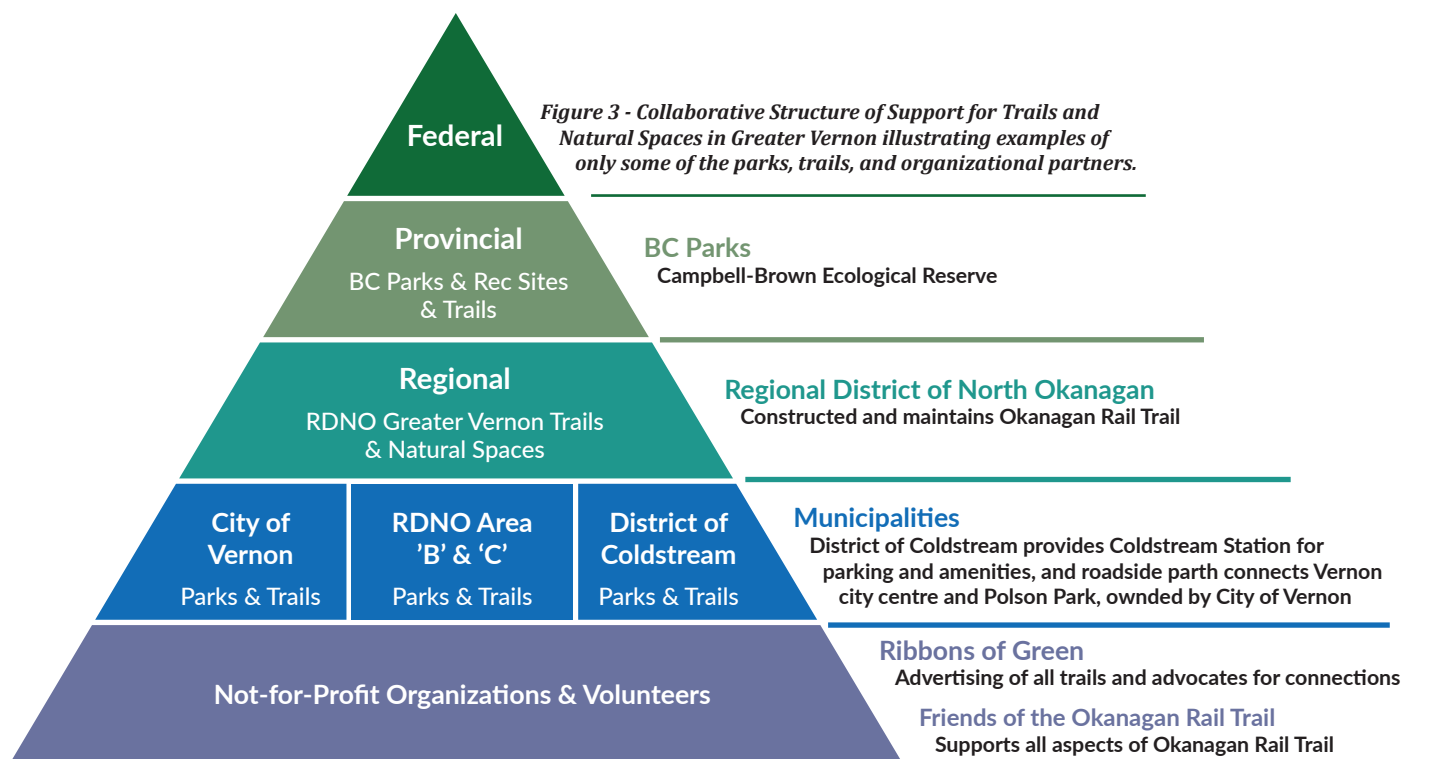 Federal
Figure 3 - Collaborative Structure of Support for Trails and
Natural Spaces in Greater Vernon illustrating examples of
only some of the parks, trails, and organizational partners.
Provincial
BC Parks & Rec Sites
& Trails
BC Parks
Campbell-Brown Ecological Reserve
Regional
RDNO Greater Vernon Trails
& Natural Spaces
Regional District of North Okanagan
Constructed and maintains Okanagan Rail Trail
City of
Vernon
Parks & Trails
RDNO Area
’B’ & ‘C’
Parks & Trails
District of
Coldstream
Parks & Trails
Municipalities
District of Coldstream provides Coldstream Station for
parking and amenities, and roadside parth connects Vernon
city centre and Polson Park, ownded by City of Vernon
Not-for-Profit Organizations & Volunteers
Ribbons of Green
Advertising of all trails and advocates for connections
Friends of the Okanagan Rail Trail
Supports all aspects of Okanagan Rail Trail